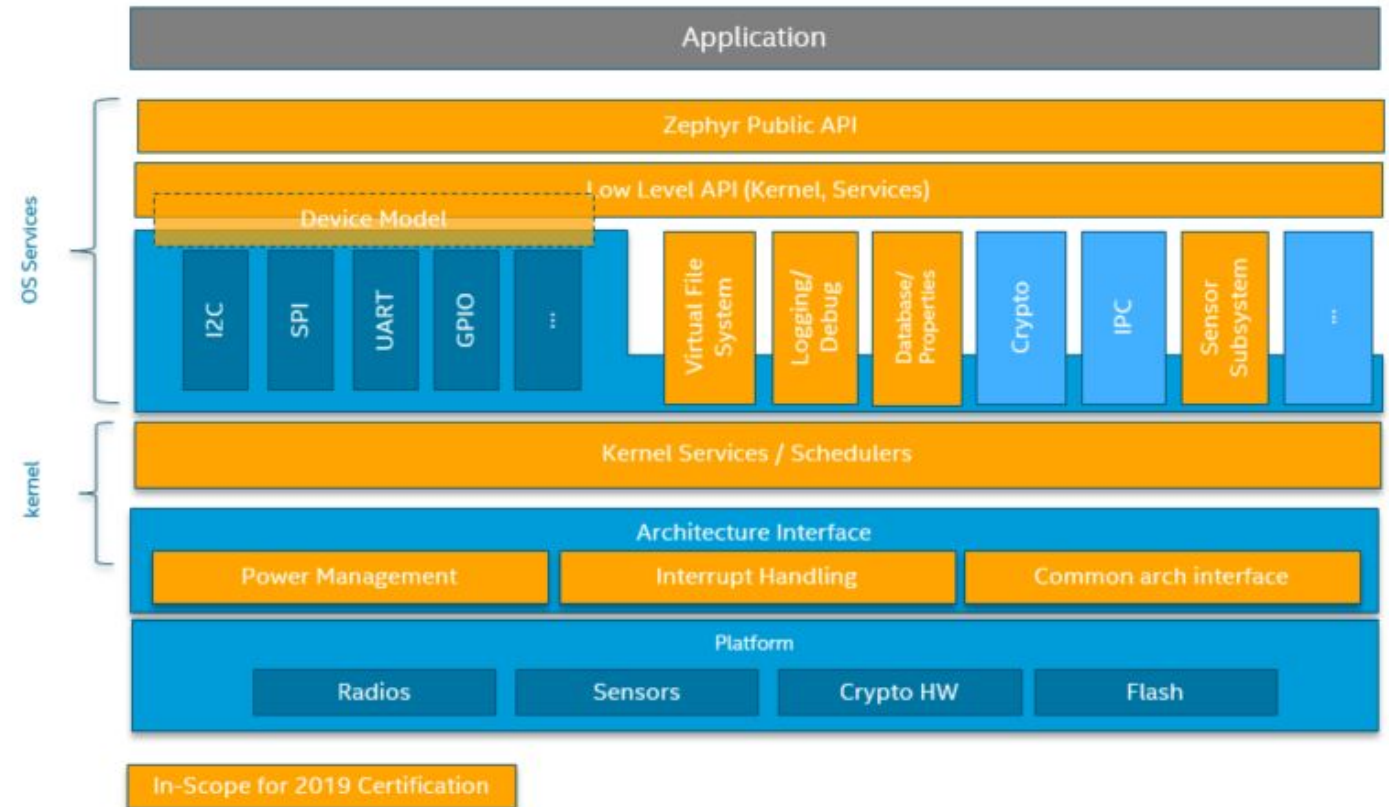 Application
Zephyr Public API
Low Level API (Kernel, Services)
Device Model
OS Services
I2C
SPI
UART
GPIO
...
Virtual File
System
Logging/
Debug
Database/
Properties
Crypto
IPC
Sensor
Subsystem
...
kernel
Kernel Services / Schedulers
Architecture Interface
Power Management
Interrupt Handling
Common arch interface
Platform
Radios
Sensors
Crypto HW
Flash
In-Scope for 2019 Certification